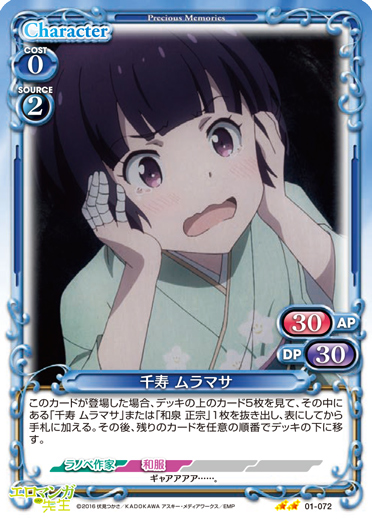 Precious Memories
Character
COST
0
SOURCE
2
30 AP
DP 30
千寿 ムラマサ
このカードが登場した場合、デッキの上のカード5枚を見て、その中に
ある「千寿 ムラマサ」または「和泉 正宗」1枚を抜き出し、表にしてから
手札に加える。その後、残りのカードを任意の順番でデッキの下に移
す。
ラノベ作家 和服
ギャアアアア……。
エロマンガ
先生
©2016 伏見つかさ/KADOKAWA アスキー・メディアワークス/EMP
01-072